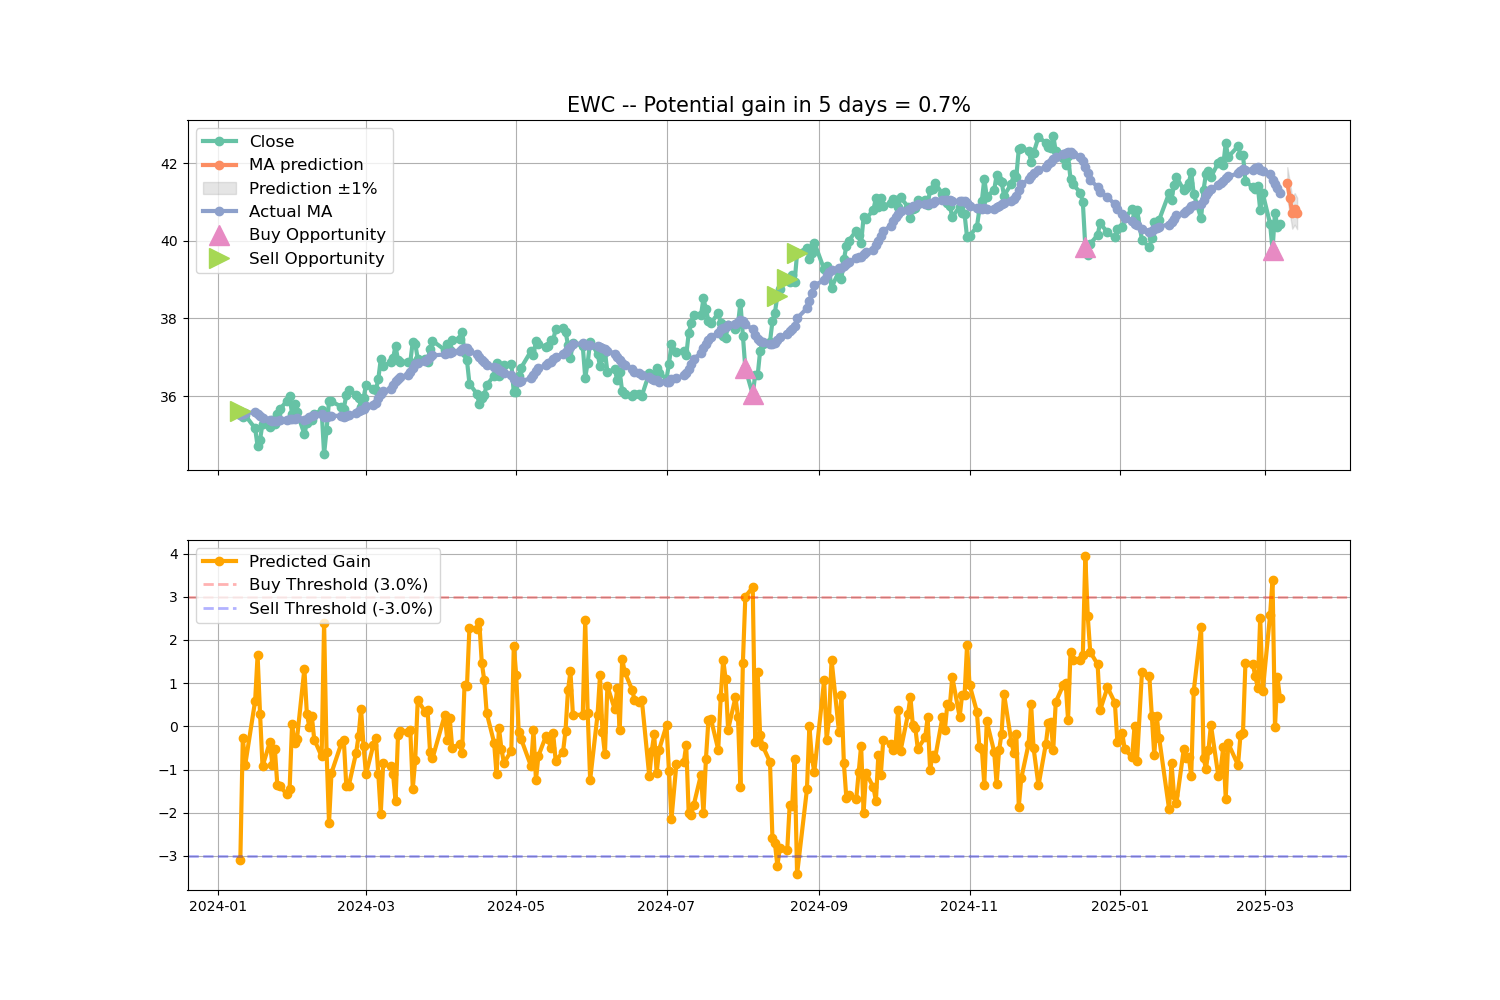 EWC -- Potential gain in 5 days = 0.7%
Close
MA prediction
Prediction ±1%
Actual MA
Buy Opportunity
Sell Opportunity
42
40
38
36
Predicted Gain
Buy Threshold (3.0%)
Sell Threshold (-3.0%)
4
3
2
1
0
−1
−2
−3
2024-01 2024-03 2024-05 2024-07 2024-09 2024-11 2025-01 2025-03